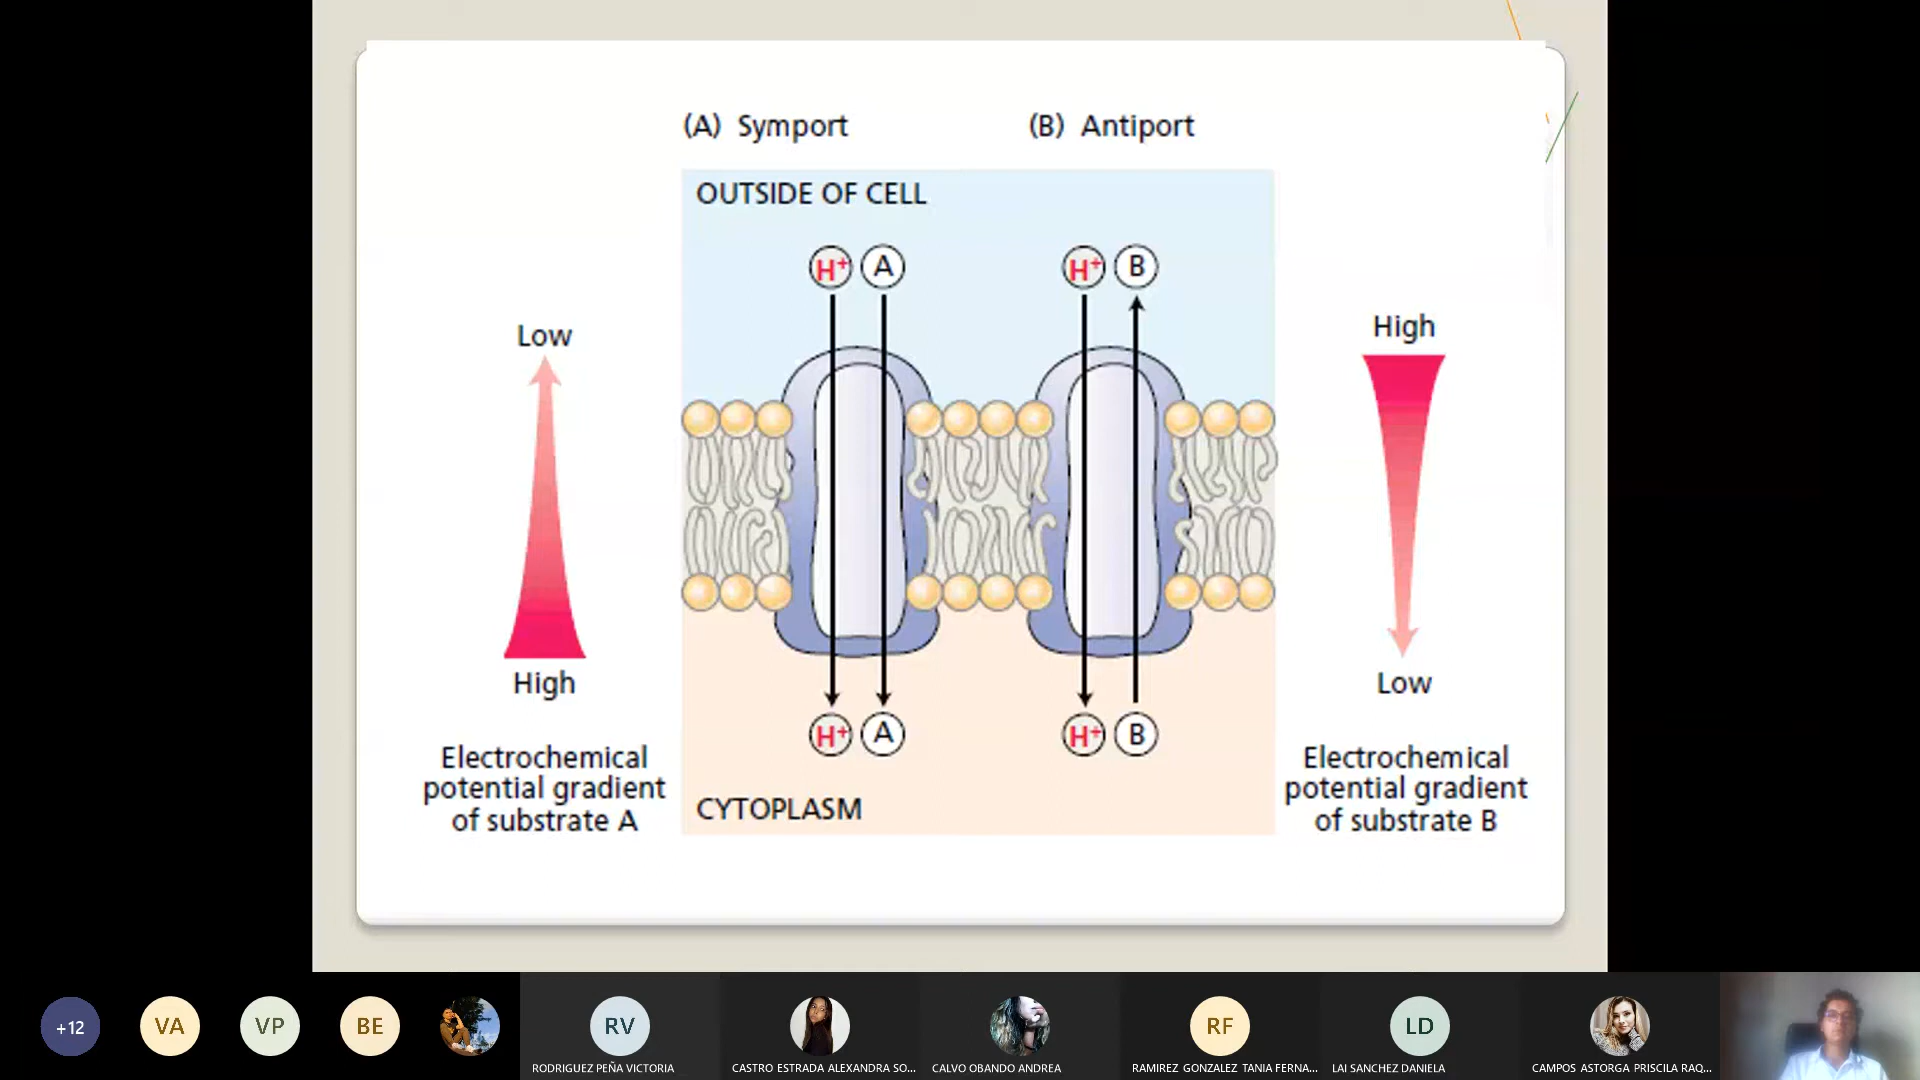 (A) Symport
(B) Antiport
OUTSIDE OF CELL
H+ A
H+ B
Low
High
High
Low
H+ A
H+ B
Electrochemical
potential gradient
of substrate A
Electrochemical
potential gradient
of substrate B
CYTOPLASM
+12
VA
VP
BE
RV
RF
LD
RODRIGUEZ PEÑA VICTORIA
CASTRO ESTRADA ALEXANDRA SO...
CALVO OBANDO ANDREA
RAMIREZ GONZALEZ TANIA FERNA...
LAI SANCHEZ DANIELA
CAMPOS ASTORGA PRISCILA RAQ...